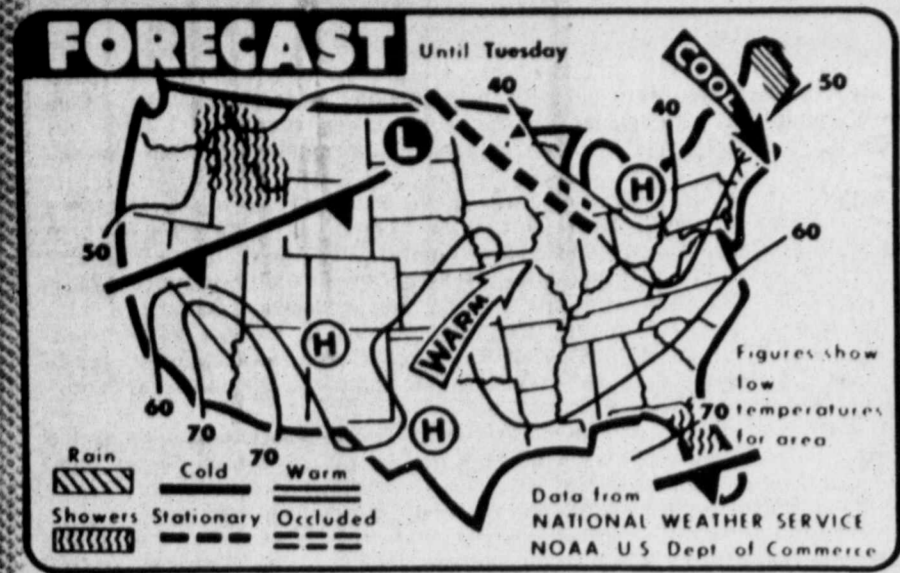 FORECAST
Until Tuesday
COOL
40
40
50
L
H
50
60
WARM
H
Figures show
low
60
70
70
temperatures
for area
H
70
Rain
Cold
Warm
Showers Stationary Occluded
Data from
NATIONAL WEATHER SERVICE
NOAA, U S Dept of Commerce